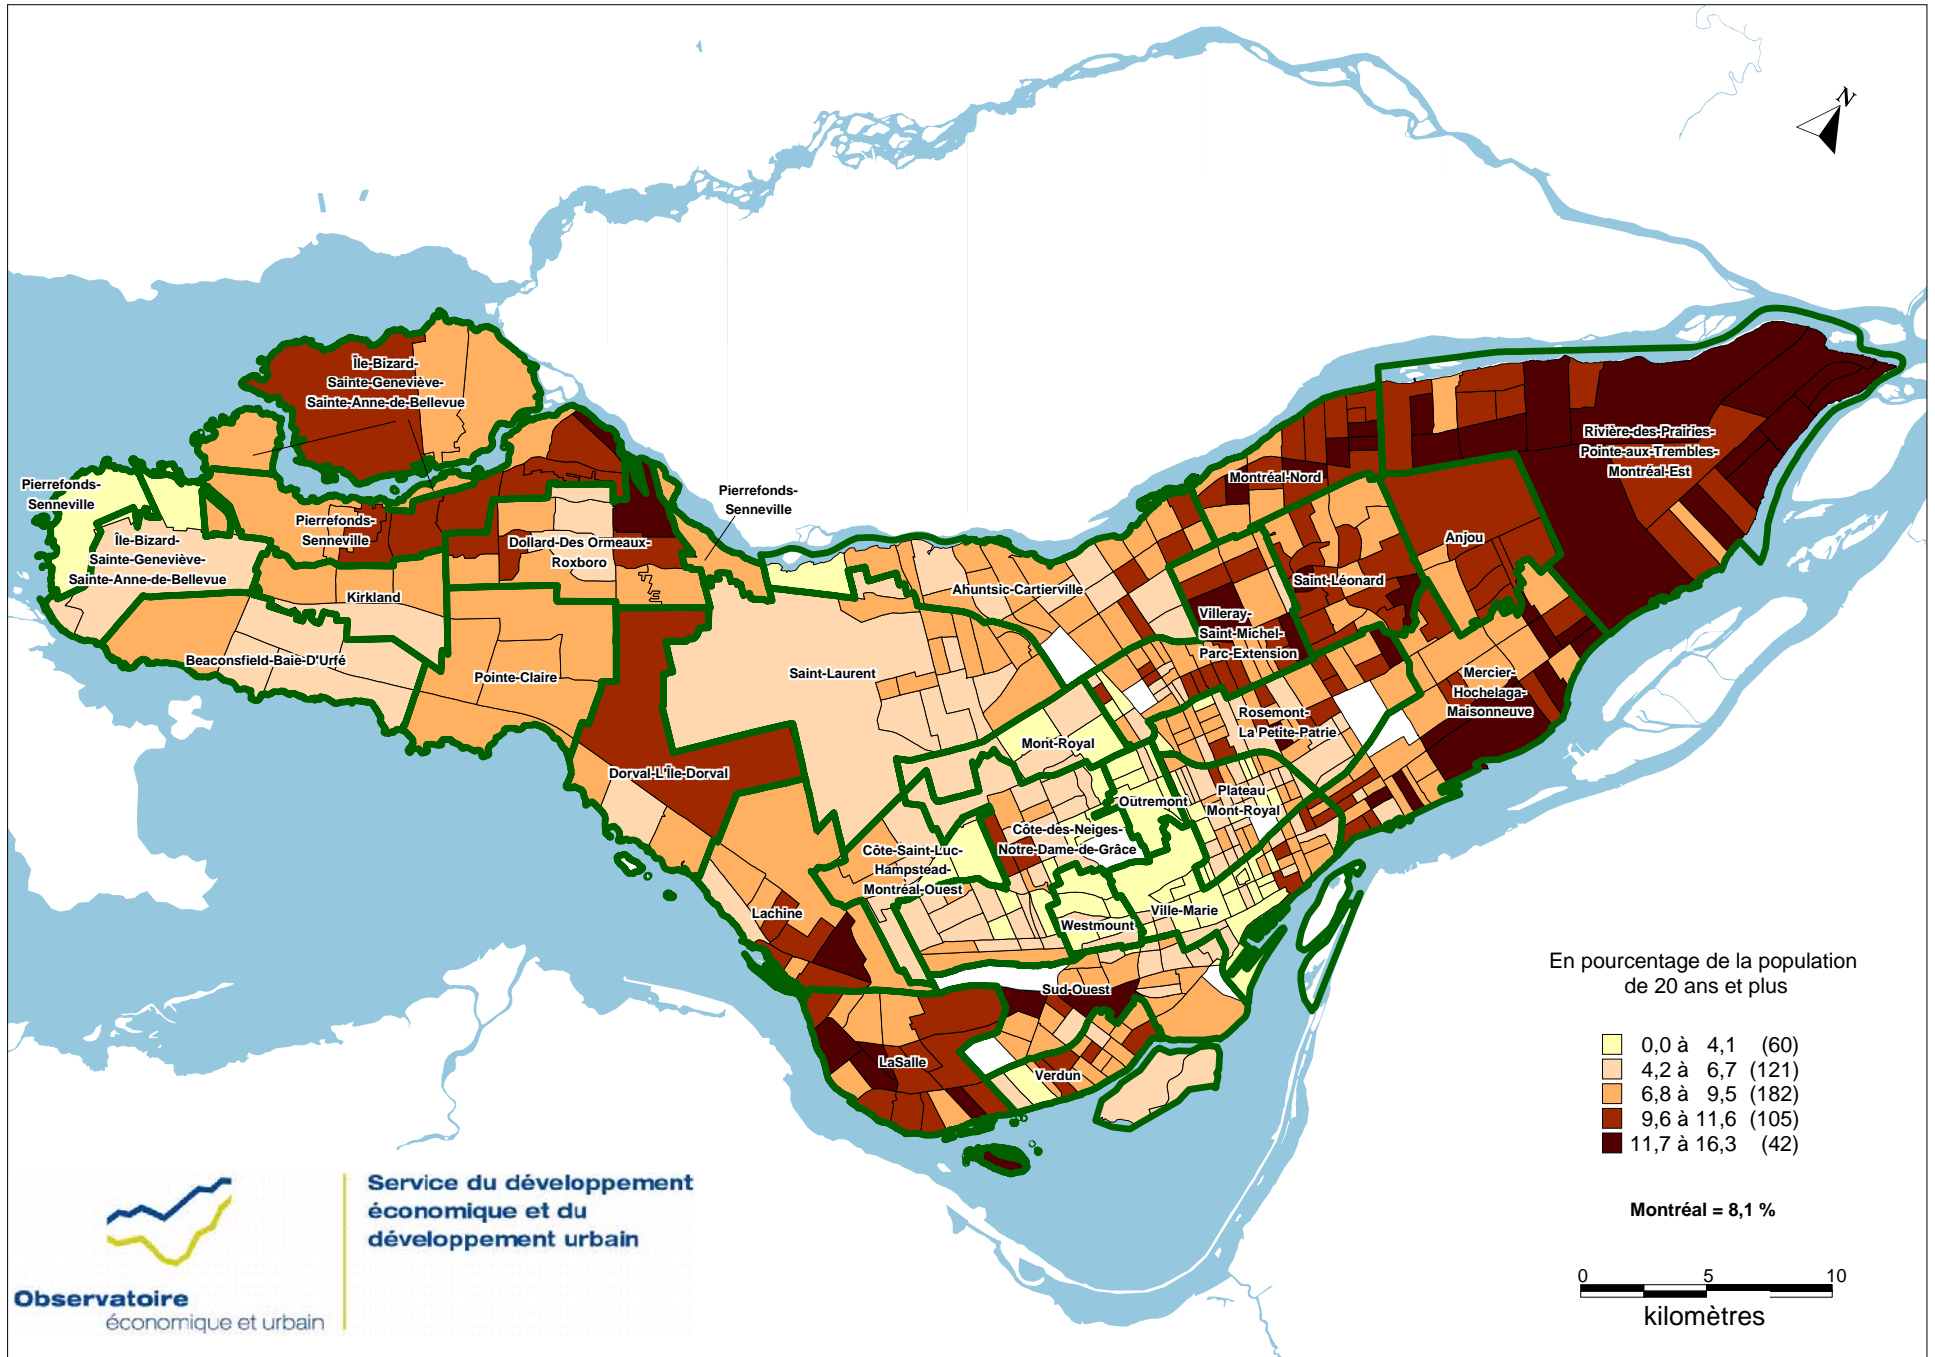 N
Île-Bizard-
Sainte-Geneviève-
Sainte-Anne-de-Bellevue
Pierrefonds-
Senneville
Pierrefonds-
Senneville
Pierrefonds-
Senneville
Île-Bizard-
Sainte-Geneviève-
Sainte-Anne-de-Bellevue
Dollard-Des Ormeaux-
Roxboro
Kirkland
Beaconsfield-Baie-D'Urfé
Pointe-Claire
Dorval-L'Île-Dorval
Saint-Laurent
Ahuntsic-Cartierville
Montréal-Nord
Rivière-des-Prairies-
Pointe-aux-Trembles-
Montréal-Est
Anjou
Saint-Léonard
Villeray-
Saint-Michel-
Parc-Extension
Mercier-
Hochelaga-
Maisonneuve
Rosemont-
La Petite-Patrie
Mont-Royal
Outremont
Plateau
Mont-Royal
Côte-des-Neiges-
Notre-Dame-de-Grâce
Côte-Saint-Luc-
Hampstead-
Montréal-Ouest
Lachine
Westmount
Ville-Marie
Sud-Ouest
LaSalle
Verdun
En pourcentage de la population
de 20 ans et plus
0,0 à 4,1 (60)
4,2 à 6,7 (121)
6,8 à 9,5 (182)
9,6 à 11,6 (105)
11,7 à 16,3 (42)
Montréal = 8,1 %
0 5 10
kilomètres
Service du développement
économique et du
développement urbain
Observatoire
économique et urbain